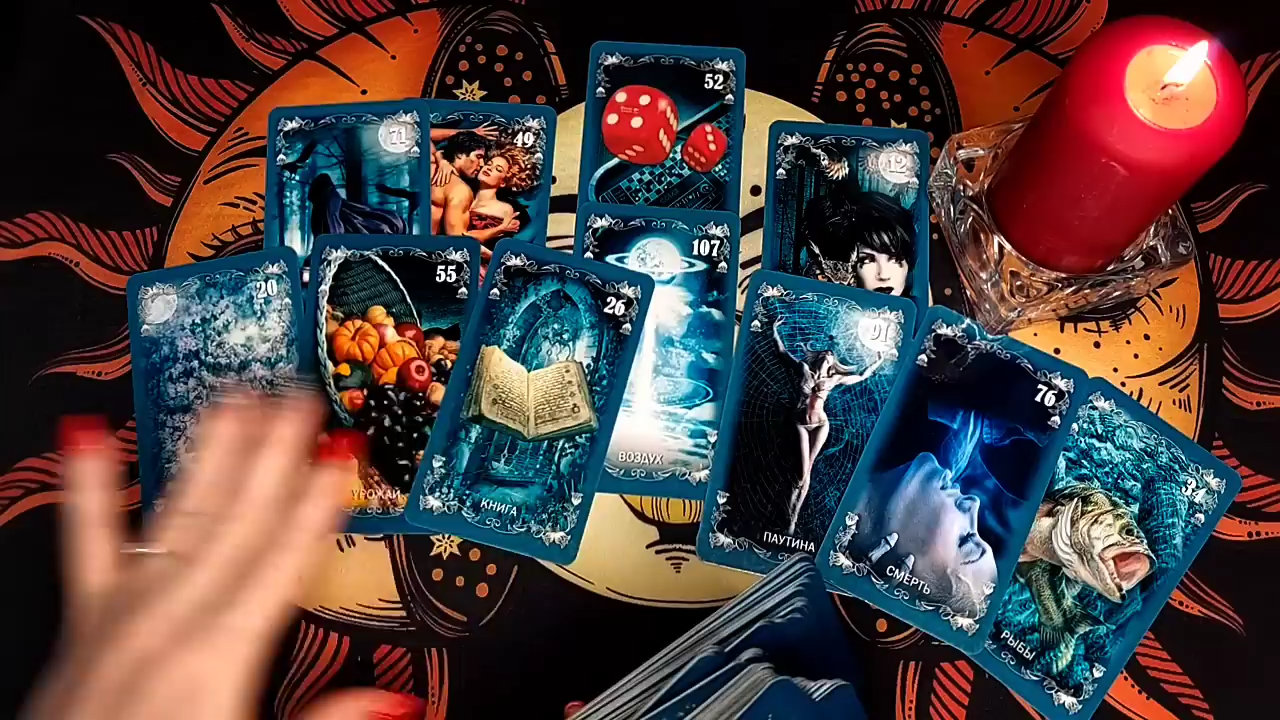 52
71
49
12
107
20
55
26
91
76
34
ВОЗДУХ
УРОЖАЙ
КНИГА
ПАУТИНА
СМЕРТЬ
РЫБЫ